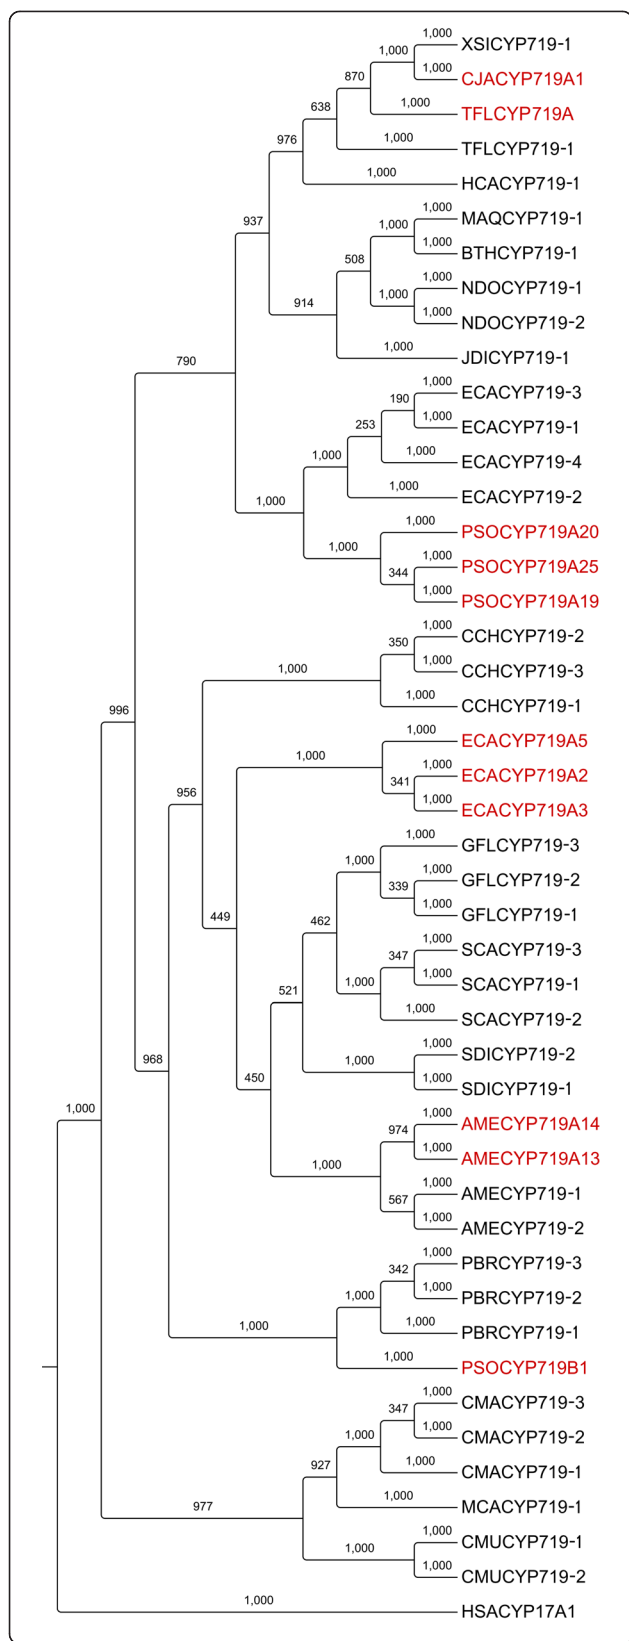 1,000
XSICYP719-1
1,000
1,000
CJACYP719A1
870
1,000
TFLCYP719A
638
1,000
TFLCYP719-1
976
1,000
HCACYP719-1
937
1,000
MAQCYP719-1
1,000
1,000
BTHCYP719-1
508
1,000
NDOCYP719-1
1,000
1,000
NDOCYP719-2
914
1,000
JDICYP719-1
790
1,000
ECACYP719-3
190
1,000
ECACYP719-1
253
1,000
ECACYP719-4
1,000
1,000
ECACYP719-2
1,000
1,000
PSOCYP719A20
1,000
1,000
PSOCYP719A25
344
1,000
PSOCYP719A19
1,000
CCHCYP719-2
350
1,000
CCHCYP719-3
1,000
1,000
CCHCYP719-1
996
1,000
ECACYP719A5
1,000
1,000
ECACYP719A2
341
1,000
ECACYP719A3
956
1,000
GFLCYP719-3
1,000
1,000
GFLCYP719-2
339
1,000
GFLCYP719-1
449
462
1,000
SCACYP719-3
347
1,000
SCACYP719-1
1,000
1,000
SCACYP719-2
521
1,000
SDICYP719-2
1,000
1,000
SDICYP719-1
968
450
1,000
AMECYP719A14
974
1,000
AMECYP719A13
1,000
1,000
1,000
AMECYP719-1
567
1,000
AMECYP719-2
1,000
PBRCYP719-3
342
1,000
PBRCYP719-2
1,000
1,000
PBRCYP719-1
1,000
1,000
PSOCYP719B1
1,000
CMACYP719-3
347
1,000
CMACYP719-2
1,000
1,000
CMACYP719-1
927
1,000
MCACYP719-1
977
1,000
CMUCYP719-1
1,000
1,000
CMUCYP719-2
1,000
HSACYP17A1